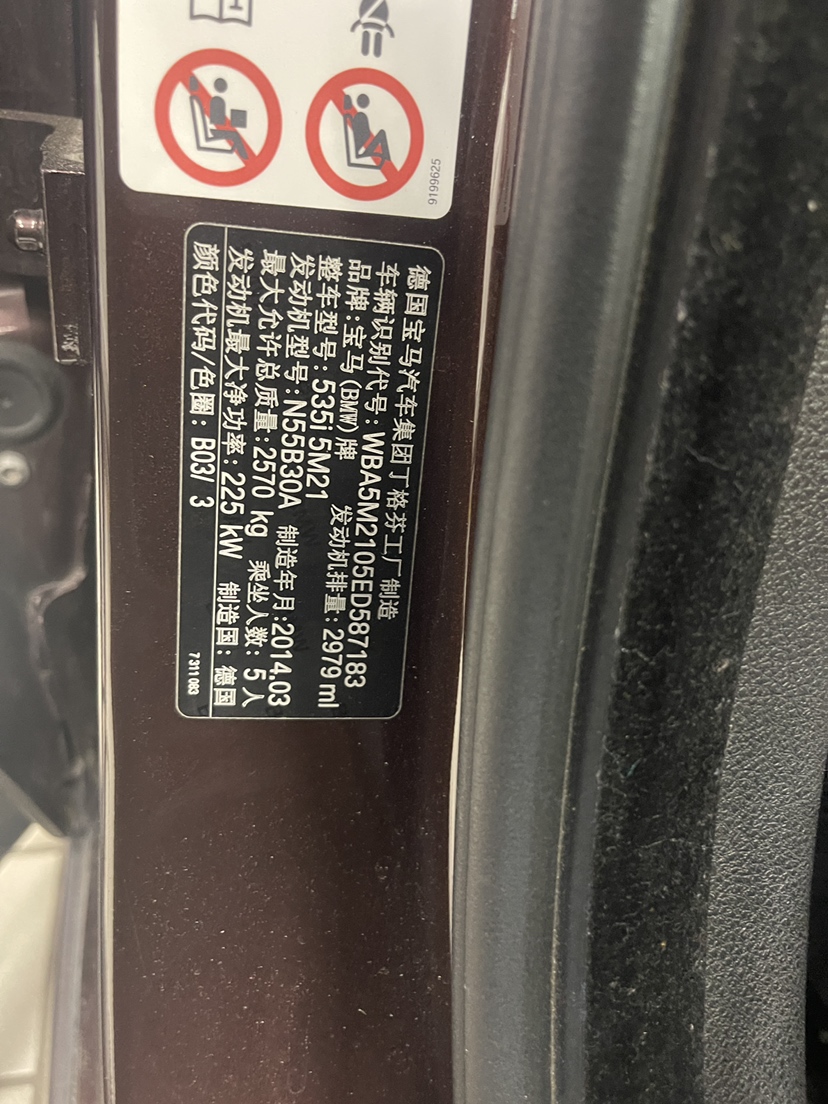 9199625
德国宝马汽车集团丁格芬工厂 制造
车辆识别代号:WBA5M2105ED587183
品牌:宝马(BMW)牌 发动机排量:2979 ml
整车型号:535i 5M21
发动机型号:N55B30A 制造年月:2014.03
最大允许总质量:2570 kg 乘坐人数: 5人
发动机最大净功率:225 kW 制造国:德国
颜色代码/色圈: B03/ 3
7311 083